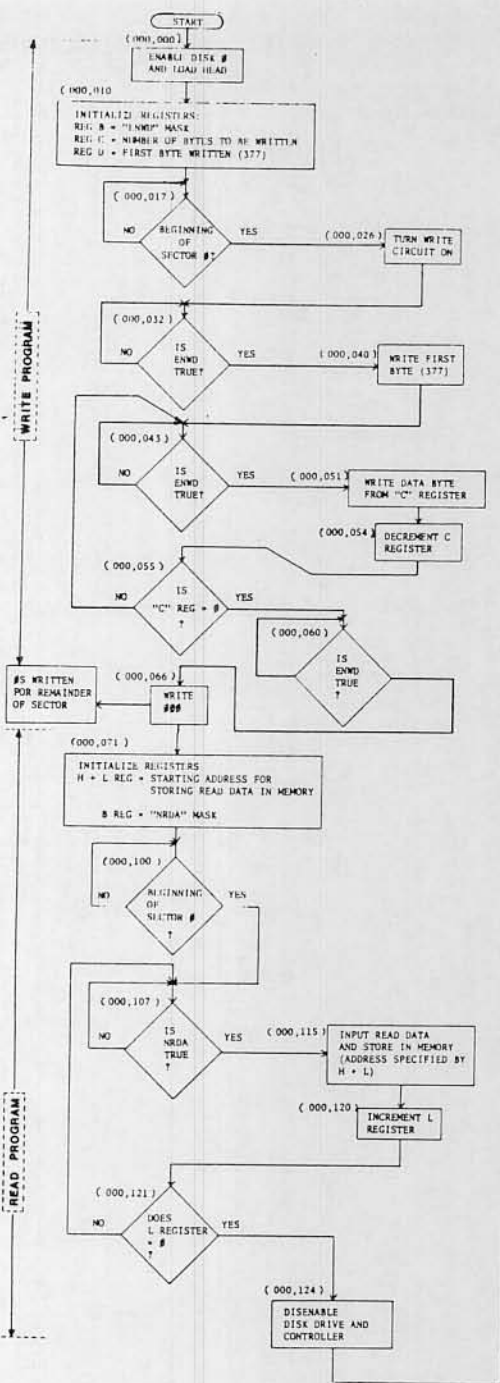 START
(000,000)
ENABLE DISK Ø
AND LOAD HEAD
(000,010
INITIALIZE REGISTERS:
REG B = "ENWD" MASK
REG C = NUMBER OF BYTES TO BE WRITTEN
REG D = FIRST BYTE WRITTEN (377)
(000,017)
BEGINNING
OF
SECTOR Ø?
NO
YES
(000,026)
TURN WRITE
CIRCUIT ON
(000,032)
IS
ENWD
TRUE?
NO
YES
(000,040)
WRITE FIRST
BYTE (377)
WRITE PROGRAM
(000,043)
IS
ENWD
TRUE?
NO
YES
(000,051)
WRITE DATA BYTE
FROM "C" REGISTER
(000,054)
DECREMENT C
REGISTER
(000,055)
IS
"C" REG = Ø
?
NO
YES
(000,060)
IS
ENWD
TRUE
?
(000,066)
WRITE
ØØØ
ØS WRITTEN
FOR REMAINDER
OF SECTOR
(000,071)
INITIALIZE REGISTERS
H + L REG = STARTING ADDRESS FOR
STORING READ DATA IN MEMORY
B REG = "NRDA" MASK
(000,100)
BEGINNING
OF
SECTOR Ø
?
NO
YES
(000,107)
IS
NRDA
TRUE
?
NO
YES
(000,115)
INPUT READ DATA
AND STORE IN MEMORY
(ADDRESS SPECIFIED BY
H + L)
(000,120)
INCREMENT L
REGISTER
READ PROGRAM
(000,121)
DOES
L REGISTER
= Ø
?
NO
YES
(000,124)
DISENABLE
DISK DRIVE AND
CONTROLLER